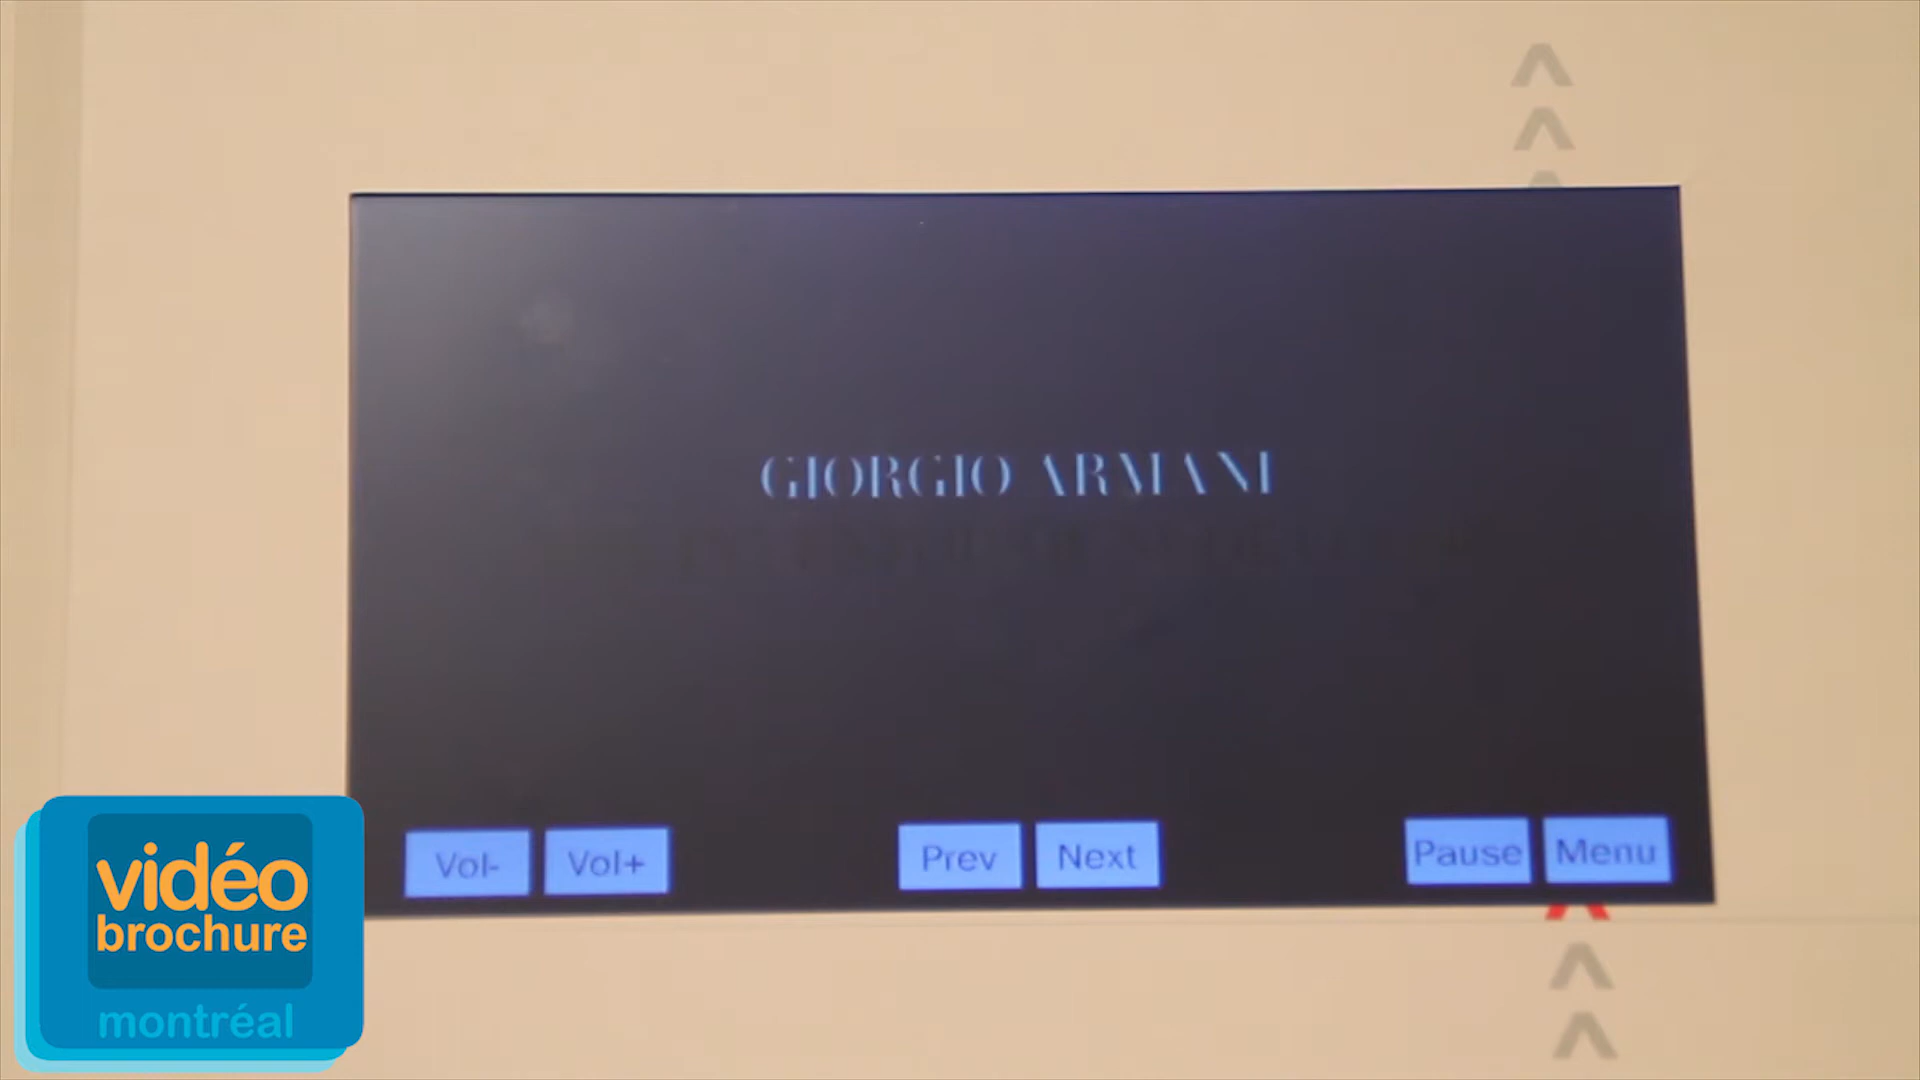 GIORGIO ARMANI
Vol-
Vol+
Prev
Next
Pause
Menu
vidéo
brochure
montréal